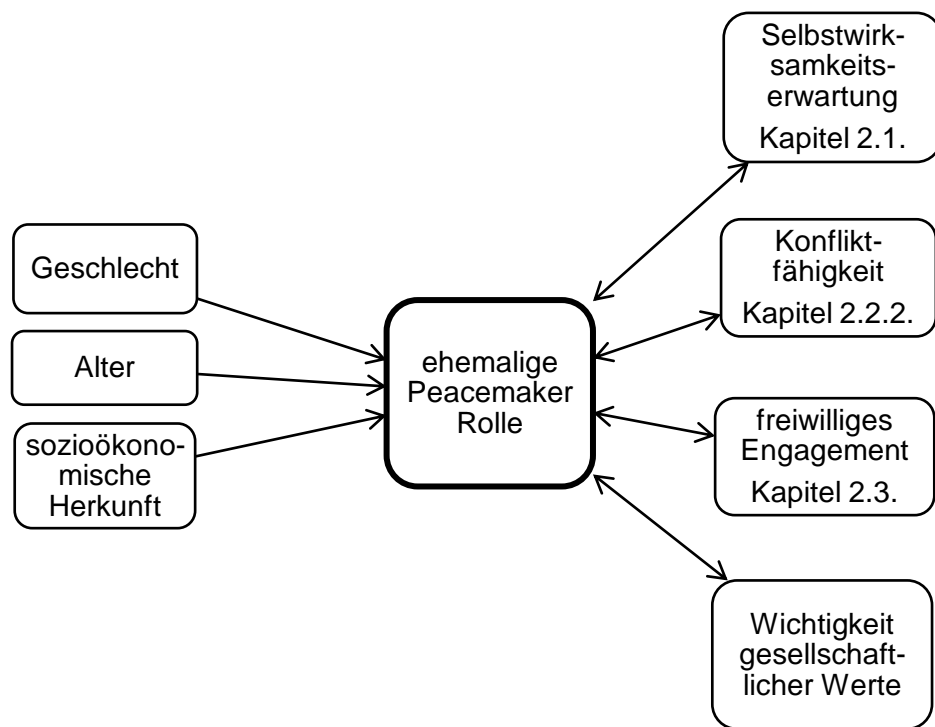 Geschlecht
Alter
sozioökono-
mische
Herkunft
ehemalige
Peacemaker
Rolle
Selbstwirk-
samkeits-
erwartung
Kapitel 2.1.
Konflikt-
fähigkeit
Kapitel 2.2.2.
freiwilliges
Engagement
Kapitel 2.3.
Wichtigkeit
gesellschaft-
licher Werte